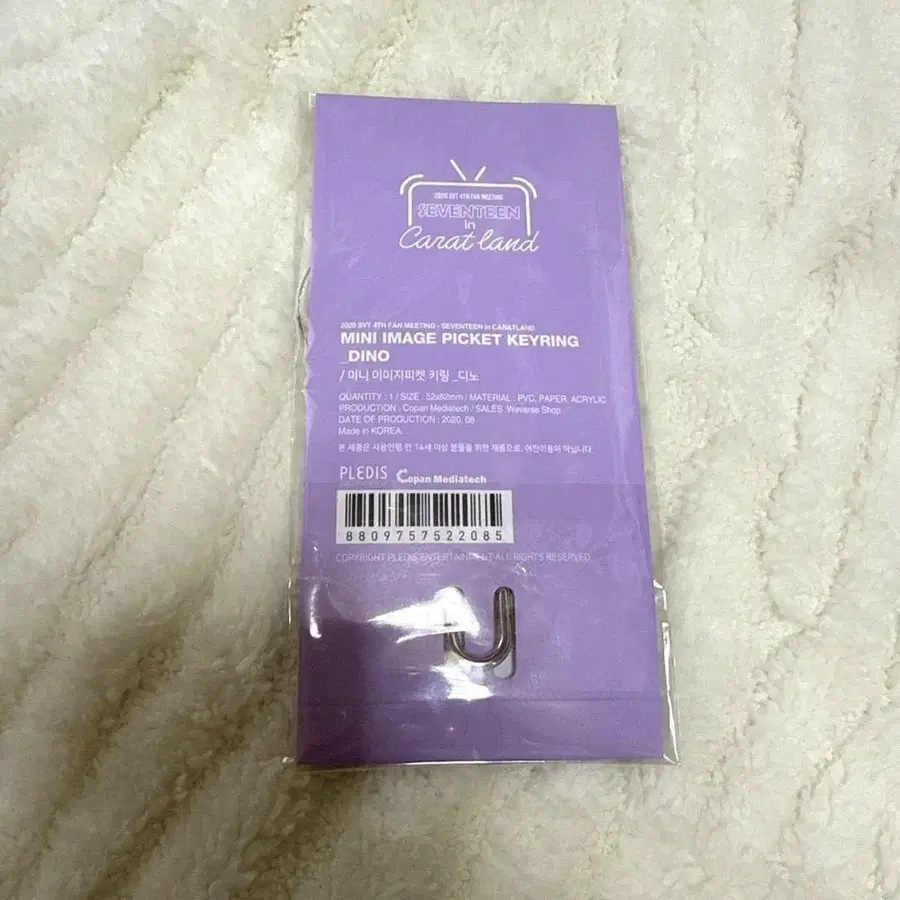 2020 SVT 4TH FAN MEETING
SEVENTEEN
in
Carat land
2020 SVT 4TH FAN MEETING - SEVENTEEN in CARATLAND
MINI IMAGE PICKET KEYRING
_DINO
/ 미니 이미지피켓 키링 _디노
QUANTITY : 1 / SIZE : 52x82mm / MATERIAL : PVC, PAPER, ACRYLIC
PRODUCTION : Copan Mediatech / SALES : Weverse Shop
DATE OF PRODUCTION : 2020. 08
Made in KOREA.
본 제품은 사용연령 만 14세 이상 분들을 위한 제품으로, 어린이용이 아닙니다.
PLEDIS Copan Mediatech
8809757522085
COPYRIGHT PLEDIS ENTERTAINMENT ALL RIGHTS RESERVED.